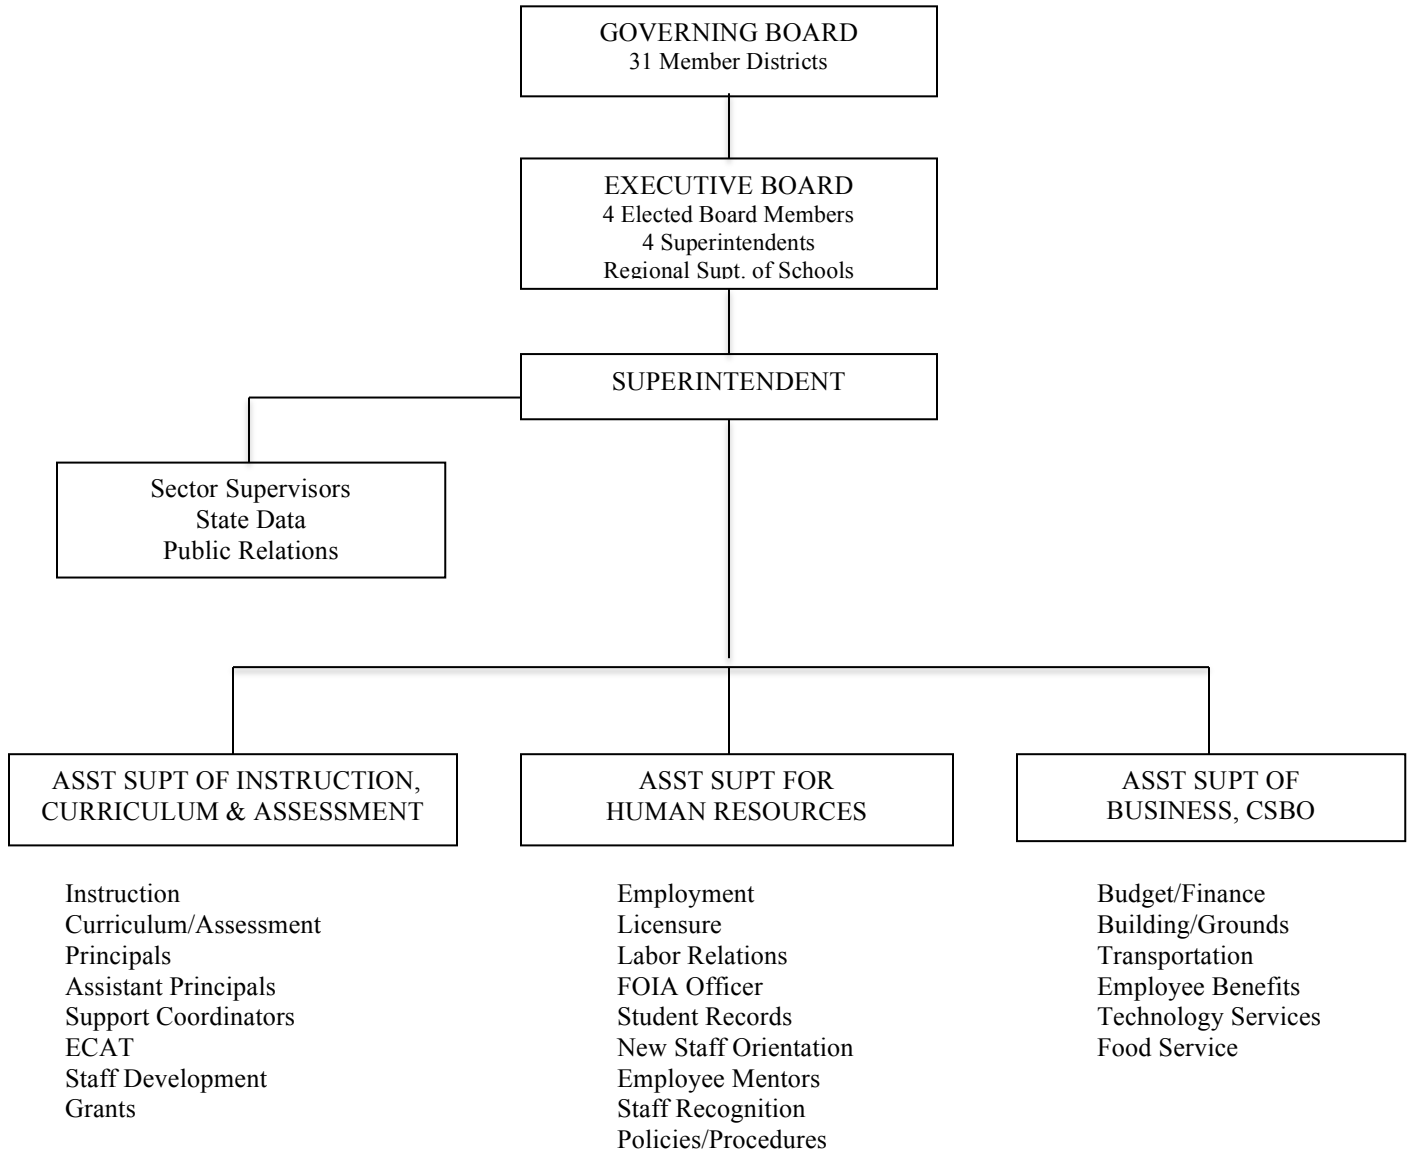 GOVERNING BOARD
31 Member Districts
EXECUTIVE BOARD
4 Elected Board Members
4 Superintendents
Regional Supt. of Schools
SUPERINTENDENT
Sector Supervisors
State Data
Public Relations
ASST SUPT OF INSTRUCTION,
CURRICULUM & ASSESSMENT
Instruction
Curriculum/Assessment
Principals
Assistant Principals
Support Coordinators
ECAT
Staff Development
Grants
ASST SUPT FOR
HUMAN RESOURCES
Employment
Licensure
Labor Relations
FOIA Officer
Student Records
New Staff Orientation
Employee Mentors
Staff Recognition
Policies/Procedures
ASST SUPT OF
BUSINESS, CSBO
Budget/Finance
Building/Grounds
Transportation
Employee Benefits
Technology Services
Food Service